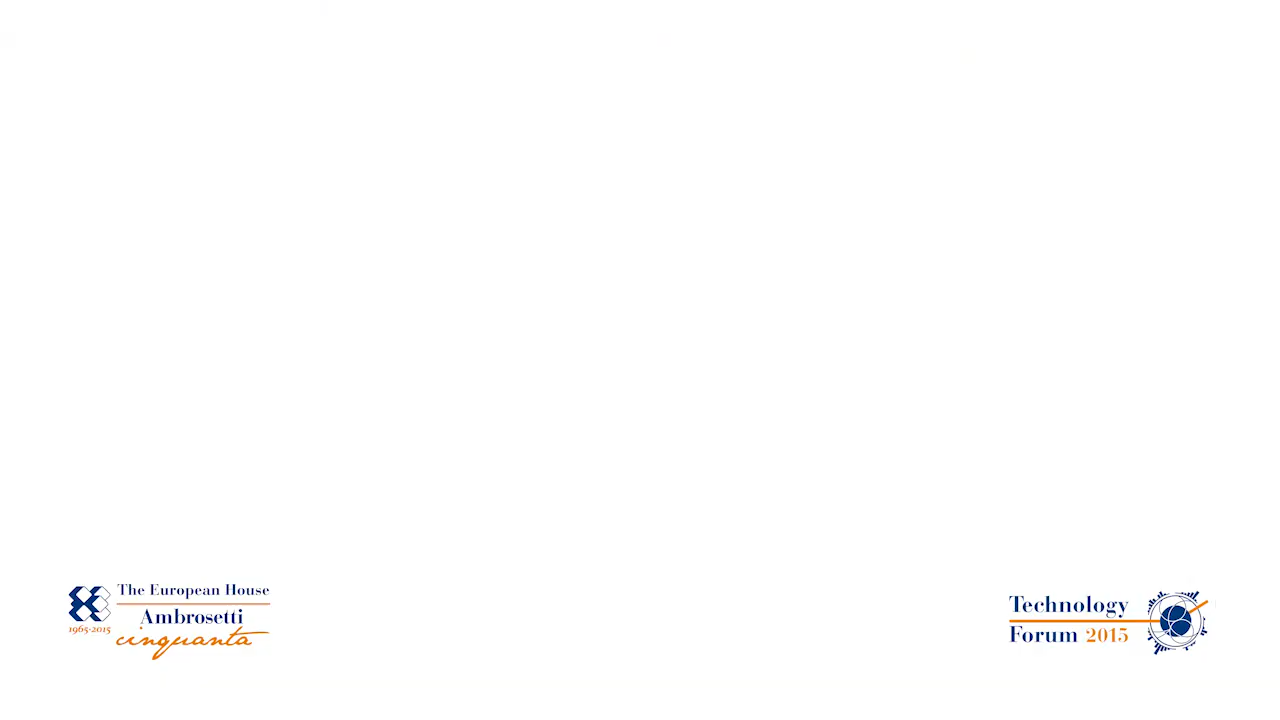 The European House
Ambrosetti
1965-2015
cinquanta
Technology
Forum 2015